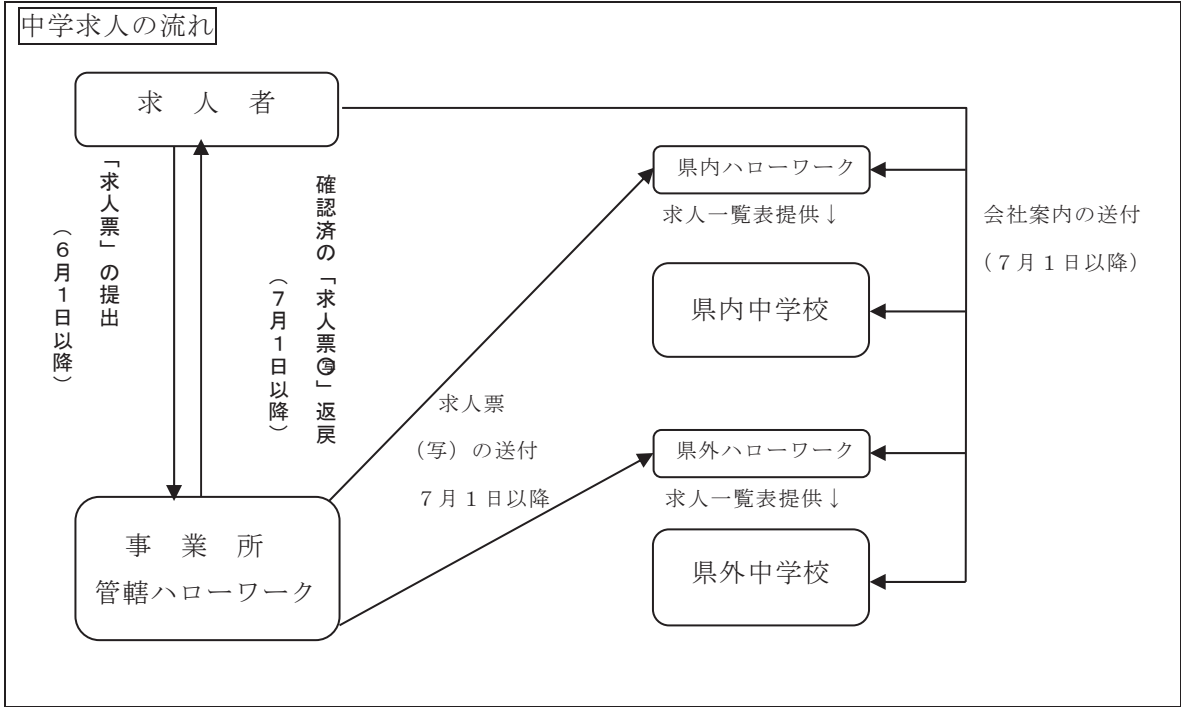 中学求人の流れ
求　人　者
「求人票」の提出
（６月１日以降）
確認済の「求人票㊢」返戻
（７月１日以降）
県内ハローワーク
求人一覧表提供↓
会社案内の送付
（７月１日以降）
県内中学校
求人票
（写）の送付
７月１日以降
県外ハローワーク
求人一覧表提供↓
県外中学校
事　業　所
管轄ハローワーク